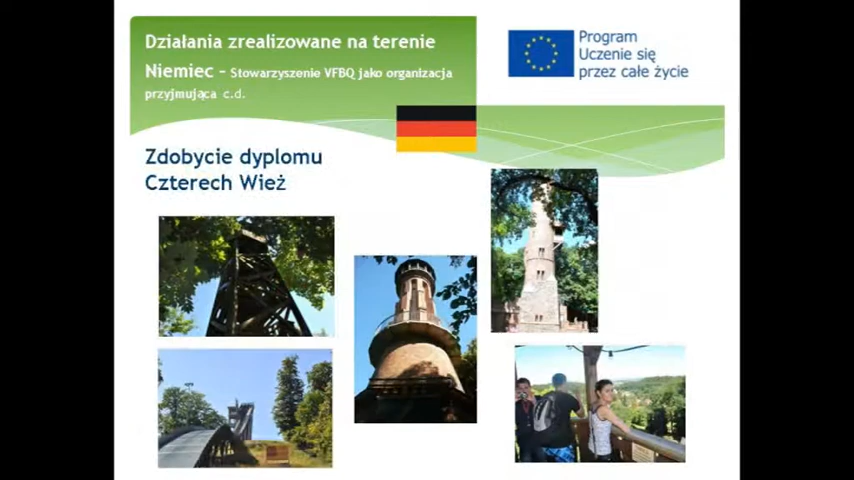 Działania zrealizowane na terenie
Niemiec – Stowarzyszenie VFBQ jako organizacja
przyjmująca c.d.
Program
Uczenie się
przez całe życie
Zdobycie dyplomu
Czterech Wież